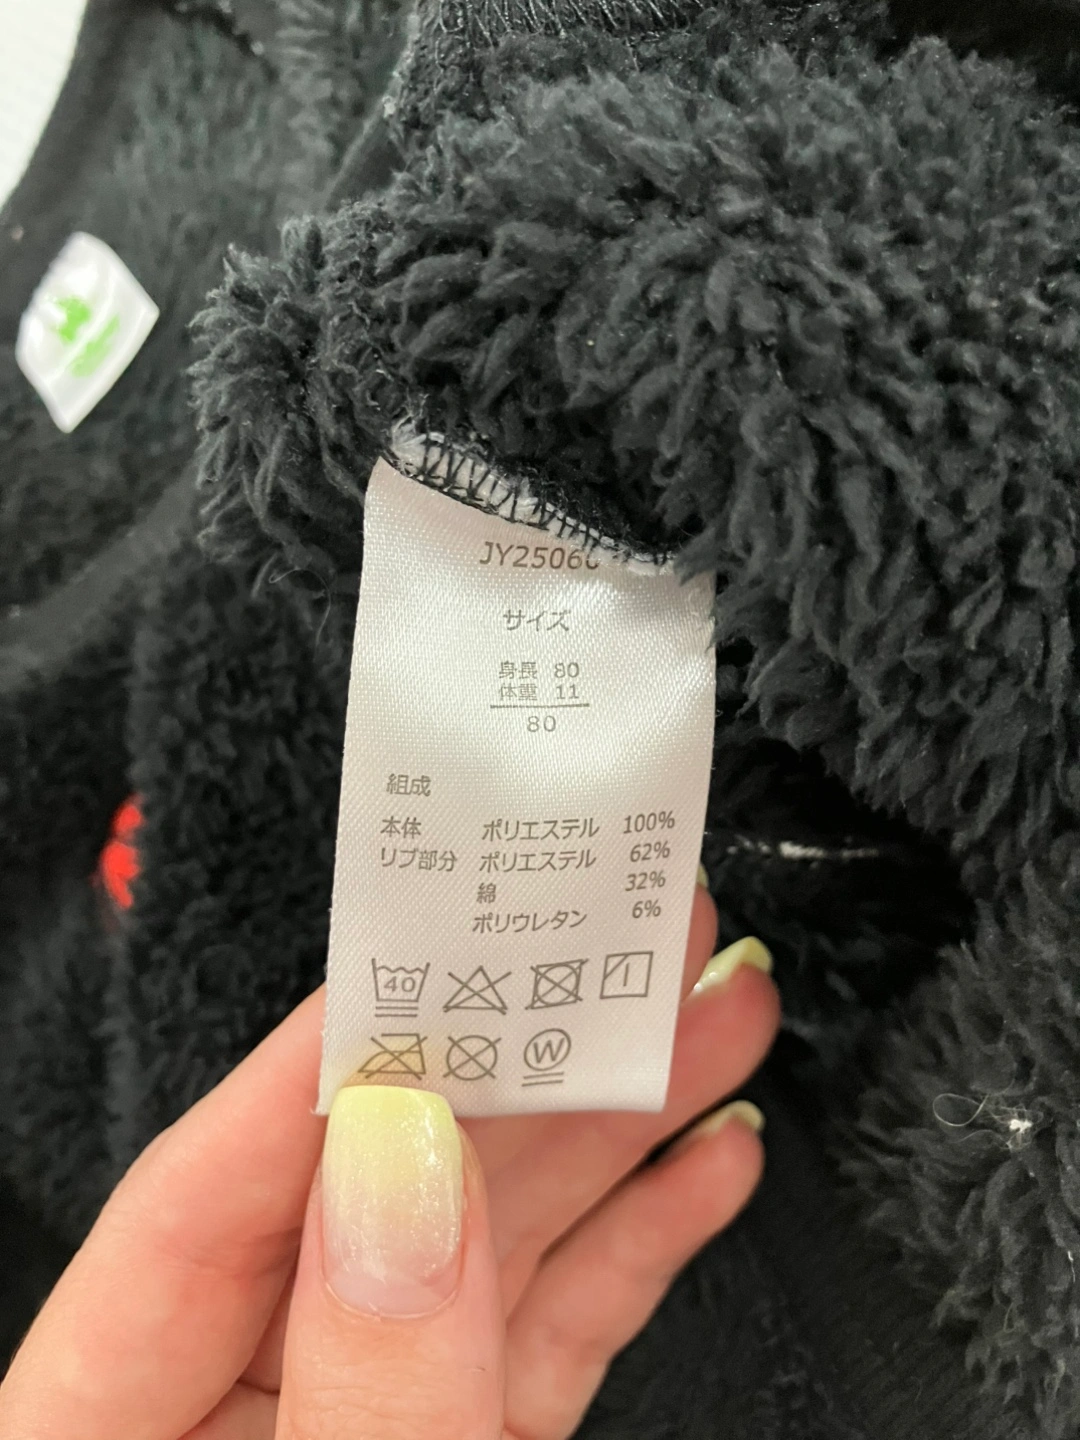 サイズ
身長 80
体重 11
80
組成
本体 ポリエステル 100%
リブ部分 ポリエステル 62%
綿 32%
ポリウレタン 6%
40
W